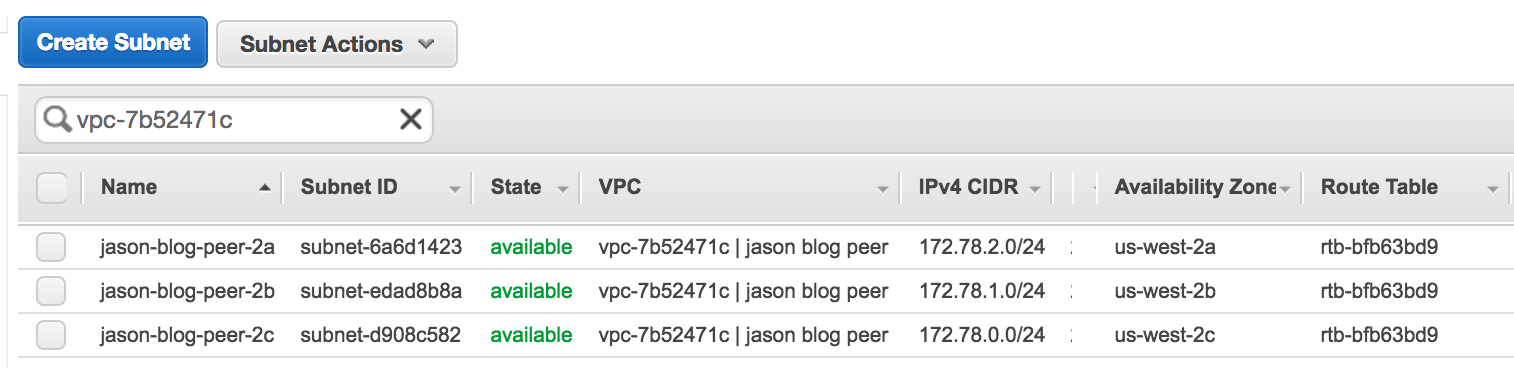 Create Subnet Subnet Actions
vpc-7b52471c
Name Subnet ID State VPC IPv4 CIDR Availability Zone Route Table
jason-blog-peer-2a subnet-6a6d1423 available vpc-7b52471c | jason blog peer 172.78.2.0/24 us-west-2a rtb-bfb63bd9
jason-blog-peer-2b subnet-edad8b8a available vpc-7b52471c | jason blog peer 172.78.1.0/24 us-west-2b rtb-bfb63bd9
jason-blog-peer-2c subnet-d908c582 available vpc-7b52471c | jason blog peer 172.78.0.0/24 us-west-2c rtb-bfb63bd9